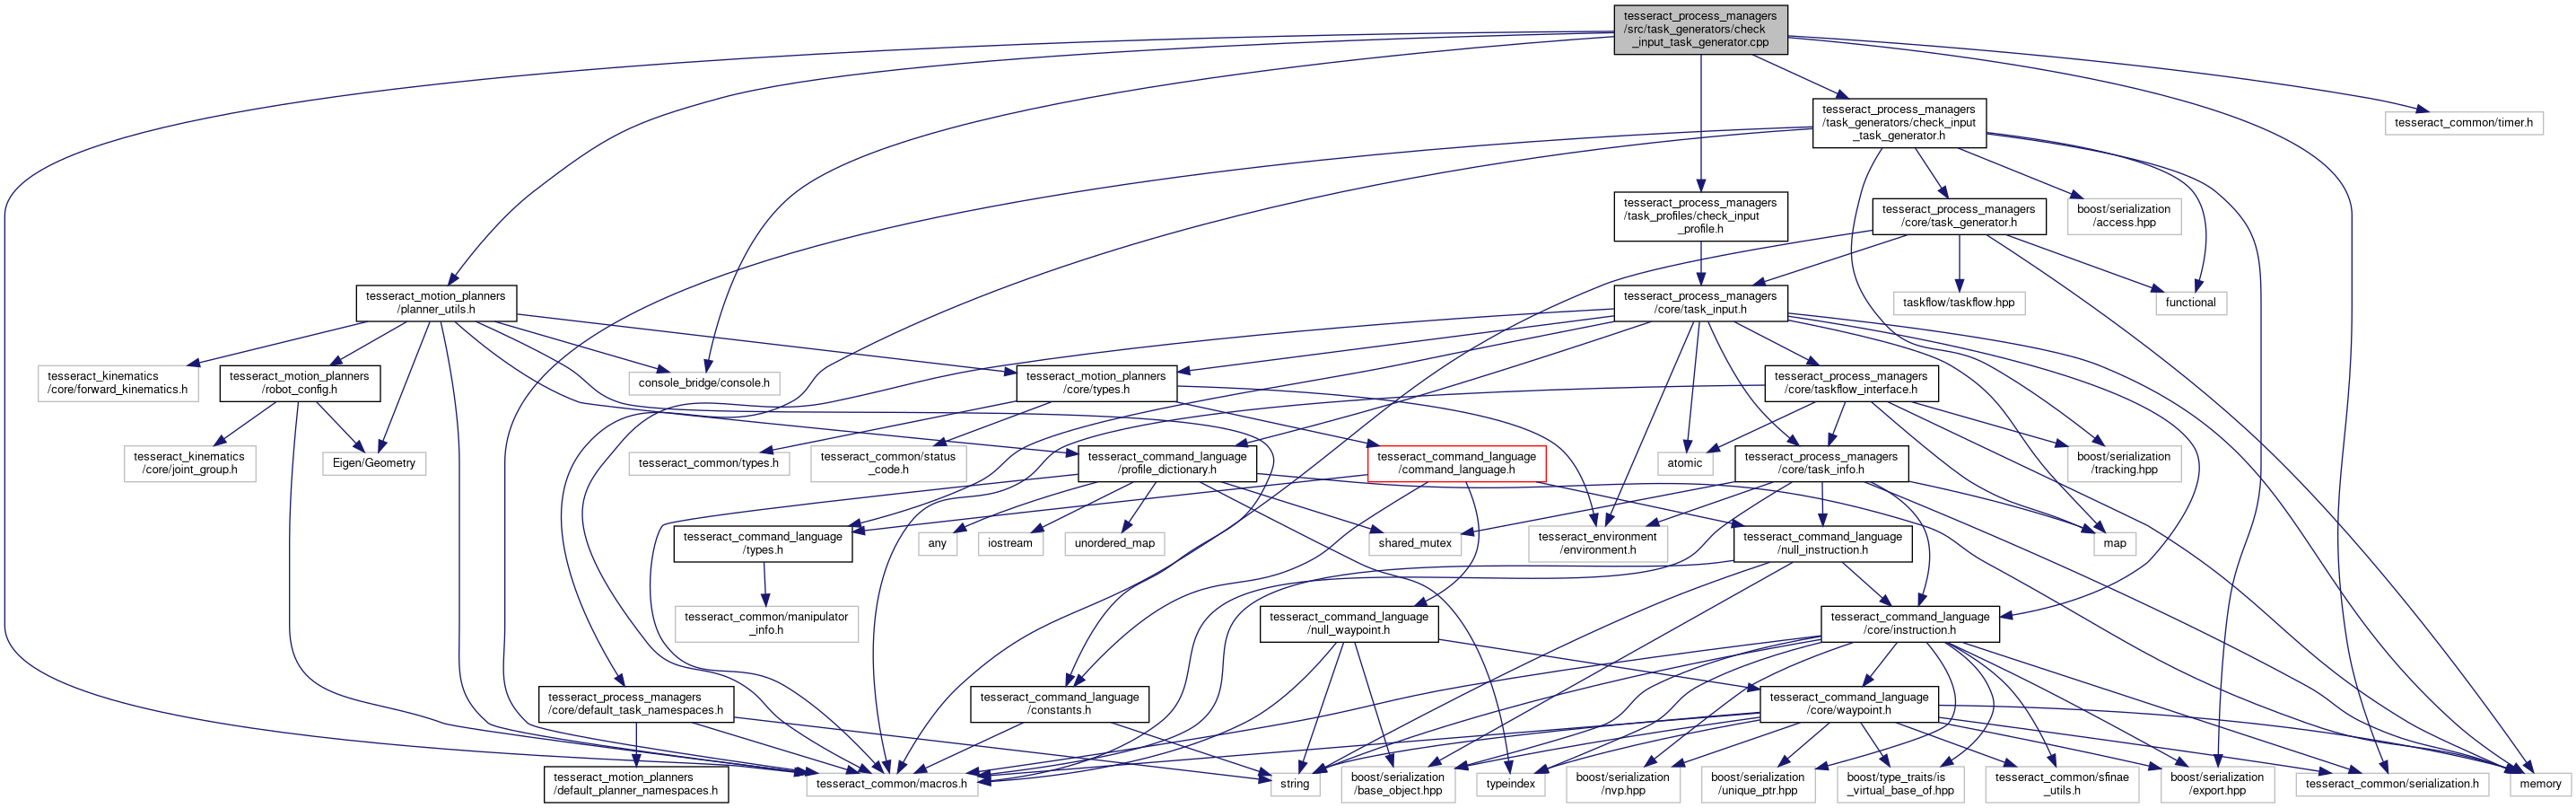 tesseract_process_managers
/src/task_generators/check
_input_task_generator.cpp
tesseract_process_managers
/task_generators/check_input
_task_generator.h
tesseract_common/timer.h
tesseract_process_managers
/task_profiles/check_input
_profile.h
tesseract_process_managers
/core/task_generator.h
boost/serialization
/access.hpp
tesseract_motion_planners
/planner_utils.h
tesseract_process_managers
/core/task_input.h
taskflow/taskflow.hpp
functional
tesseract_kinematics
/core/forward_kinematics.h
tesseract_motion_planners
/robot_config.h
console_bridge/console.h
tesseract_motion_planners
/core/types.h
tesseract_process_managers
/core/taskflow_interface.h
tesseract_kinematics
/core/joint_group.h
Eigen/Geometry
tesseract_common/types.h
tesseract_common/status
_code.h
tesseract_command_language
/profile_dictionary.h
tesseract_command_language
/command_language.h
atomic
tesseract_process_managers
/core/task_info.h
boost/serialization
/tracking.hpp
tesseract_command_language
/types.h
any
iostream
unordered_map
shared_mutex
tesseract_environment
/environment.h
tesseract_command_language
/null_instruction.h
map
tesseract_common/manipulator
_info.h
tesseract_command_language
/null_waypoint.h
tesseract_command_language
/core/instruction.h
tesseract_process_managers
/core/default_task_namespaces.h
tesseract_command_language
/constants.h
tesseract_command_language
/core/waypoint.h
tesseract_motion_planners
/default_planner_namespaces.h
tesseract_common/macros.h
string
boost/serialization
/base_object.hpp
typeindex
boost/serialization
/nvp.hpp
boost/serialization
/unique_ptr.hpp
boost/type_traits/is
_virtual_base_of.hpp
tesseract_common/sfinae
_utils.h
boost/serialization
/export.hpp
tesseract_common/serialization.h
memory